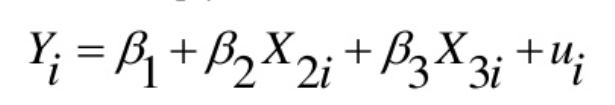 Yᵢ = β₁ + β₂X₂ᵢ + β₃X₃ᵢ + uᵢ